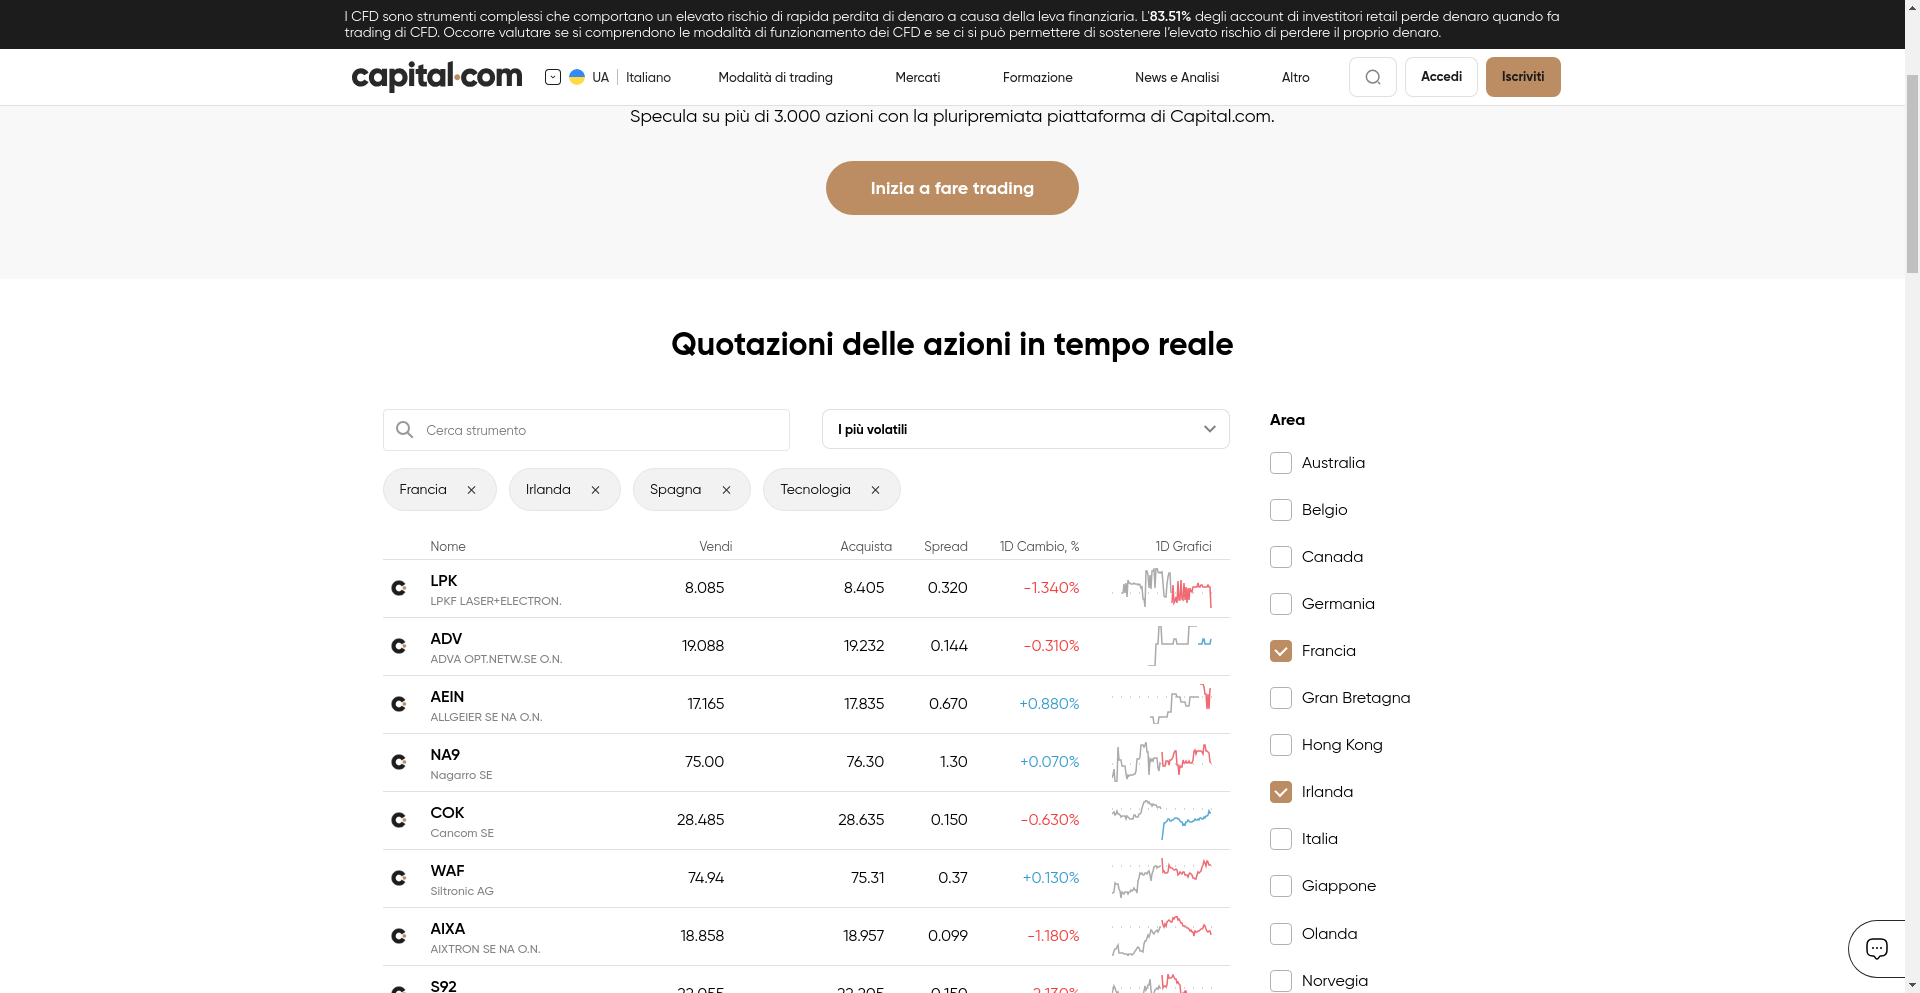 I CFD sono strumenti complessi che comportano un elevato rischio di rapida perdita di denaro a causa della leva finanziaria. L'83.51% degli account di investitori retail perde denaro quando fa
trading di CFD. Occorre valutare se si comprendono le modalità di funzionamento dei CFD e se ci si può permettere di sostenere l'elevato rischio di perdere il proprio denaro.
capital.com UA Italiano Modalità di trading Mercati Formazione News e Analisi Altro Accedi Iscriviti
Specula su più di 3.000 azioni con la pluripremiata piattaforma di Capital.com.
Inizia a fare trading
Quotazioni delle azioni in tempo reale
Cerca strumento
I più volatili
Francia Irlanda Spagna Tecnologia
Nome Vendi Acquista Spread 1D Cambio, % 1D Grafici
LPK 8.085 8.405 0.320 -1.340%
LPKF LASER+ELECTRON.
ADV 19.088 19.232 0.144 -0.310%
ADVA OPT.NETW.SE O.N.
AEIN 17.165 17.835 0.670 +0.880%
ALLGEIER SE NA O.N.
NA9 75.00 76.30 1.30 +0.070%
Nagarro SE
COK 28.485 28.635 0.150 -0.630%
Cancom SE
WAF 74.94 75.31 0.37 +0.130%
Siltronic AG
AIXA 18.858 18.957 0.099 -1.180%
AIXTRON SE NA O.N.
S92
Area
Australia
Belgio
Canada
Germania
Francia
Gran Bretagna
Hong Kong
Irlanda
Italia
Giappone
Olanda
Norvegia